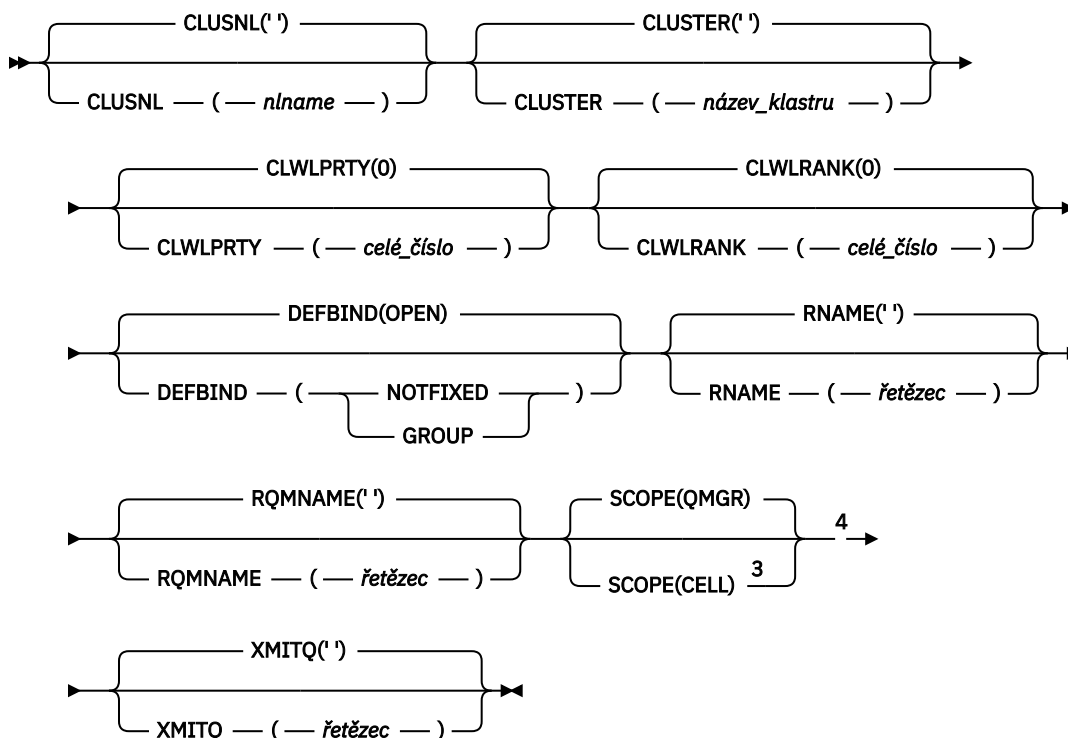 CLUSNL(' ') CLUSTER(' ')
CLUSNL ( nlname ) CLUSTER ( název_klastru )
CLWLPRTY(0) CLWLRANK(0)
CLWLPRTY ( celé_číslo ) CLWLRANK ( celé_číslo )
DEFBIND(OPEN) RNAME(' ')
DEFBIND ( NOTFIXED ) RNAME ( řetězec )
GROUP
RQMNAME(' ') SCOPE(QMGR) 4
RQMNAME ( řetězec ) SCOPE(CELL) 3
XMITQ(' ')
XMITQ ( řetězec )